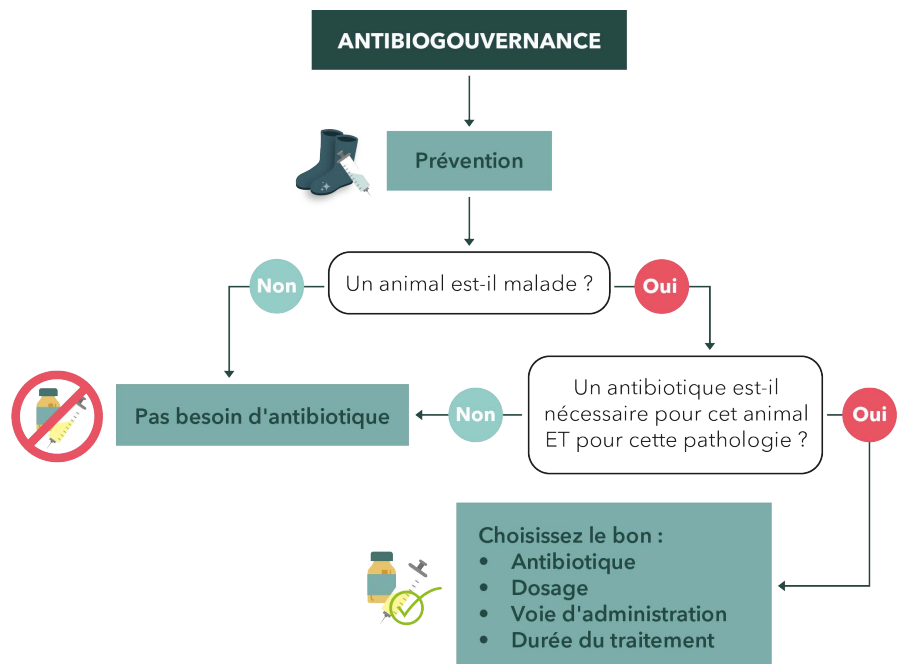 ANTIBIOGOUVERNANCE
Prévention
Un animal est-il malade ?
Non
Oui
Un antibiotique est-il
nécessaire pour cet animal
ET pour cette pathologie ?
Non
Oui
Pas besoin d'antibiotique
Choisissez le bon :
• Antibiotique
• Dosage
• Voie d'administration
• Durée du traitement